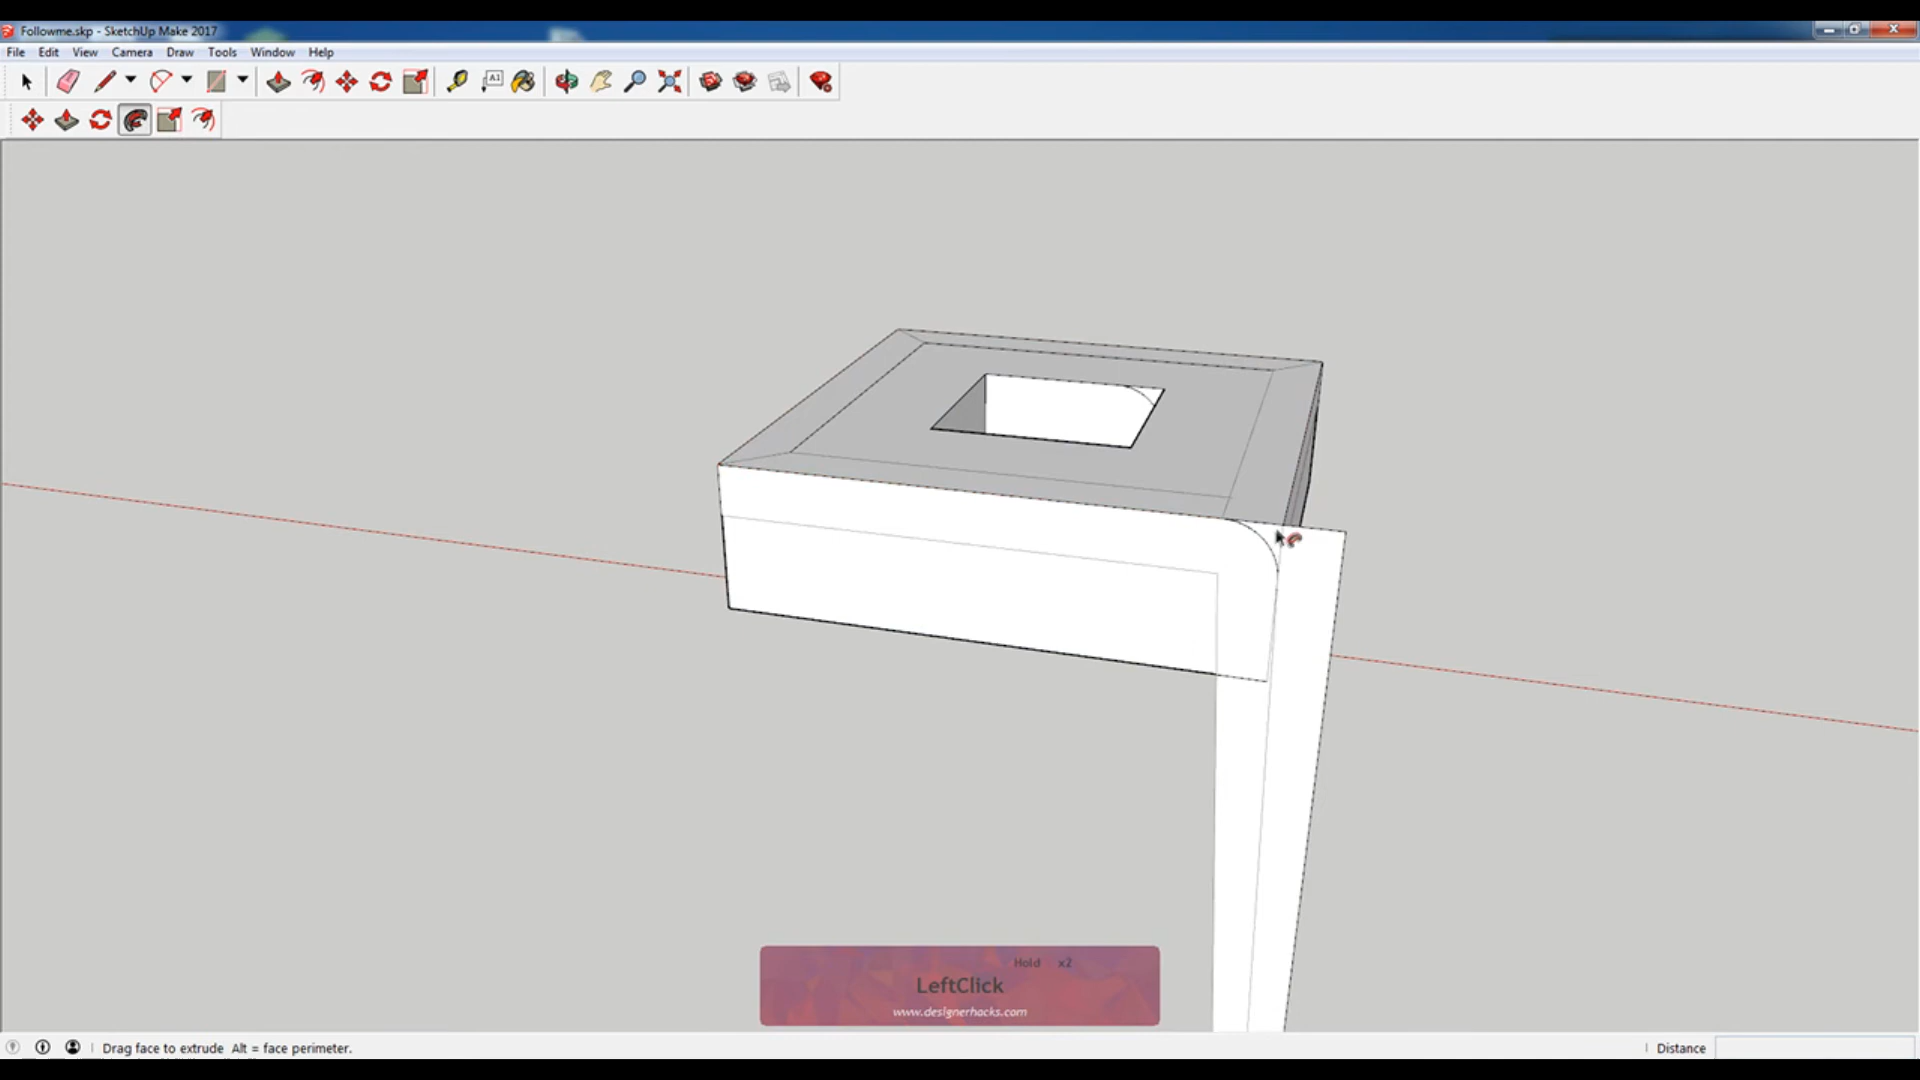 Followme.skp - SketchUp Make 2017
File Edit View Camera Draw Tools Window Help
A1
Hold x2
LeftClick
www.designerhacks.com
Drag face to extrude Alt = face perimeter.
Distance